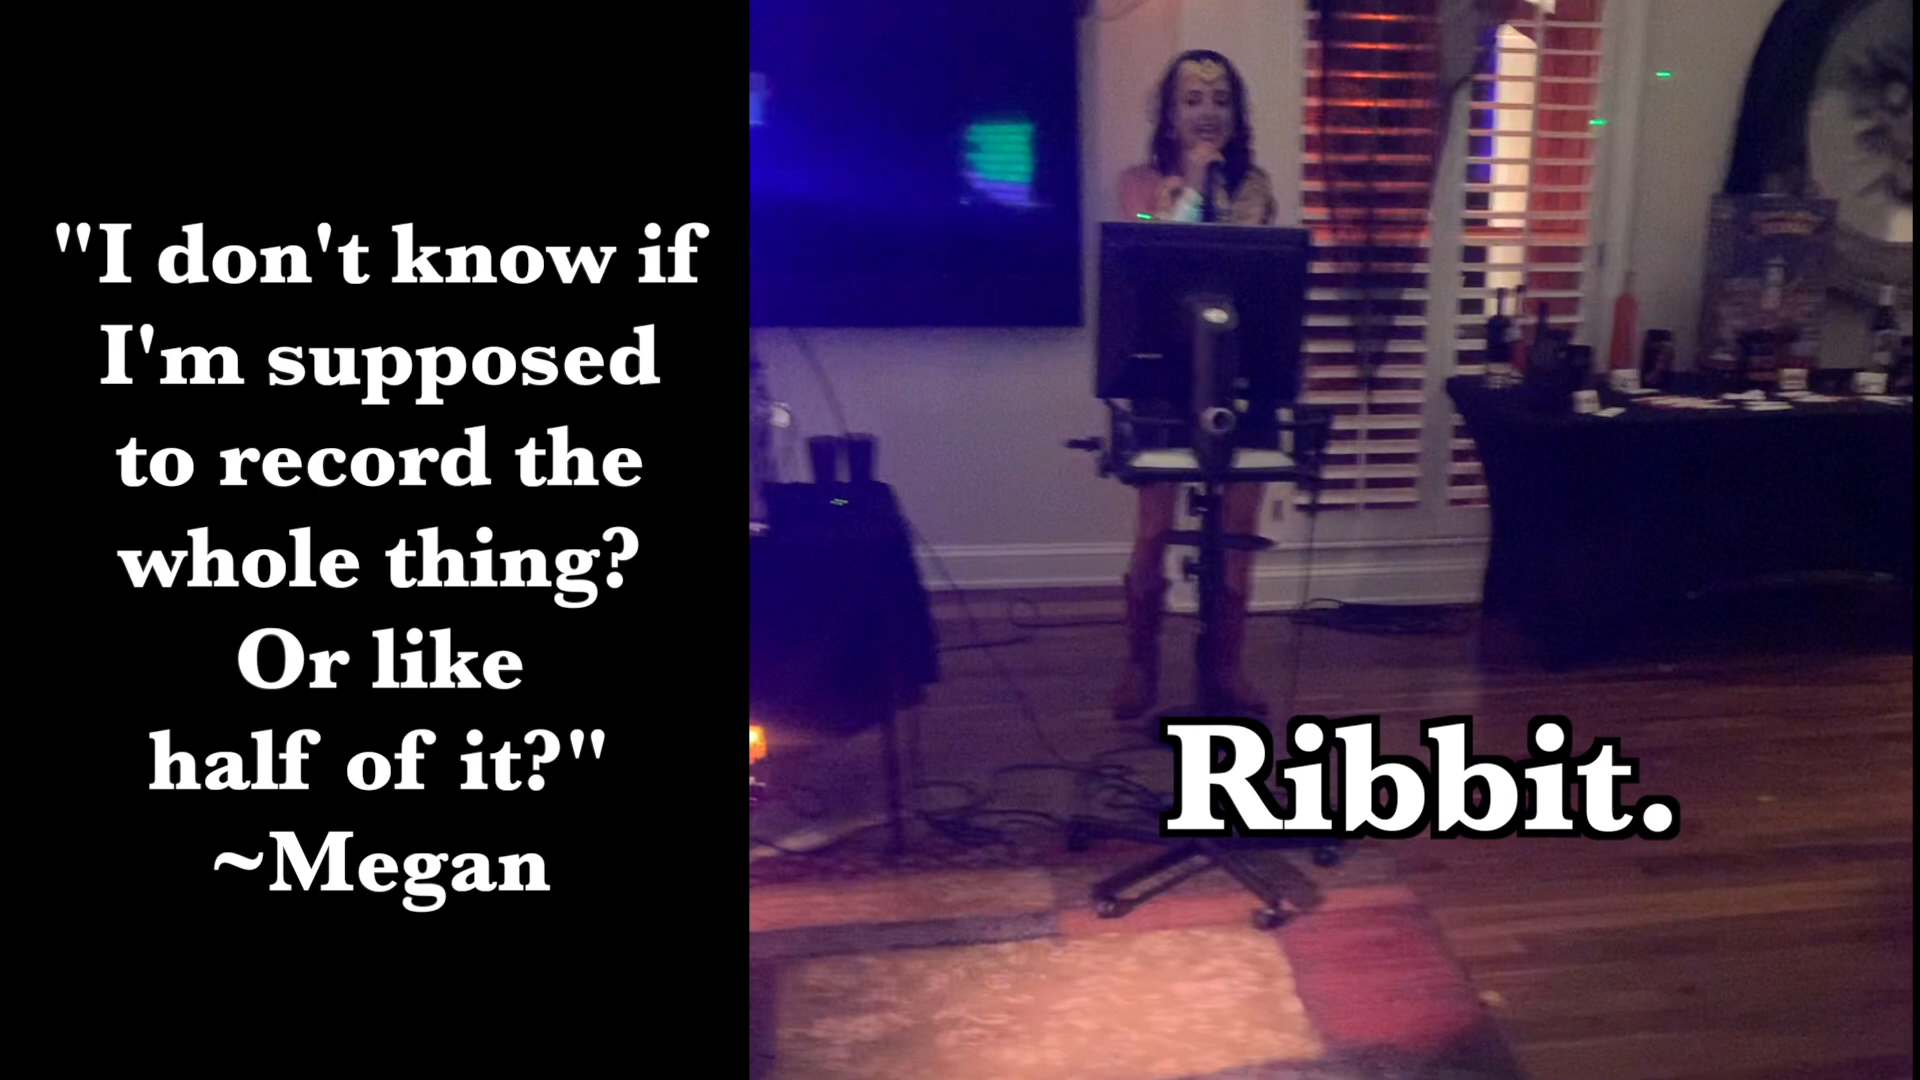 "I don't know if
I'm supposed
to record the
whole thing?
Or like
half of it?"
~Megan
Ribbit.